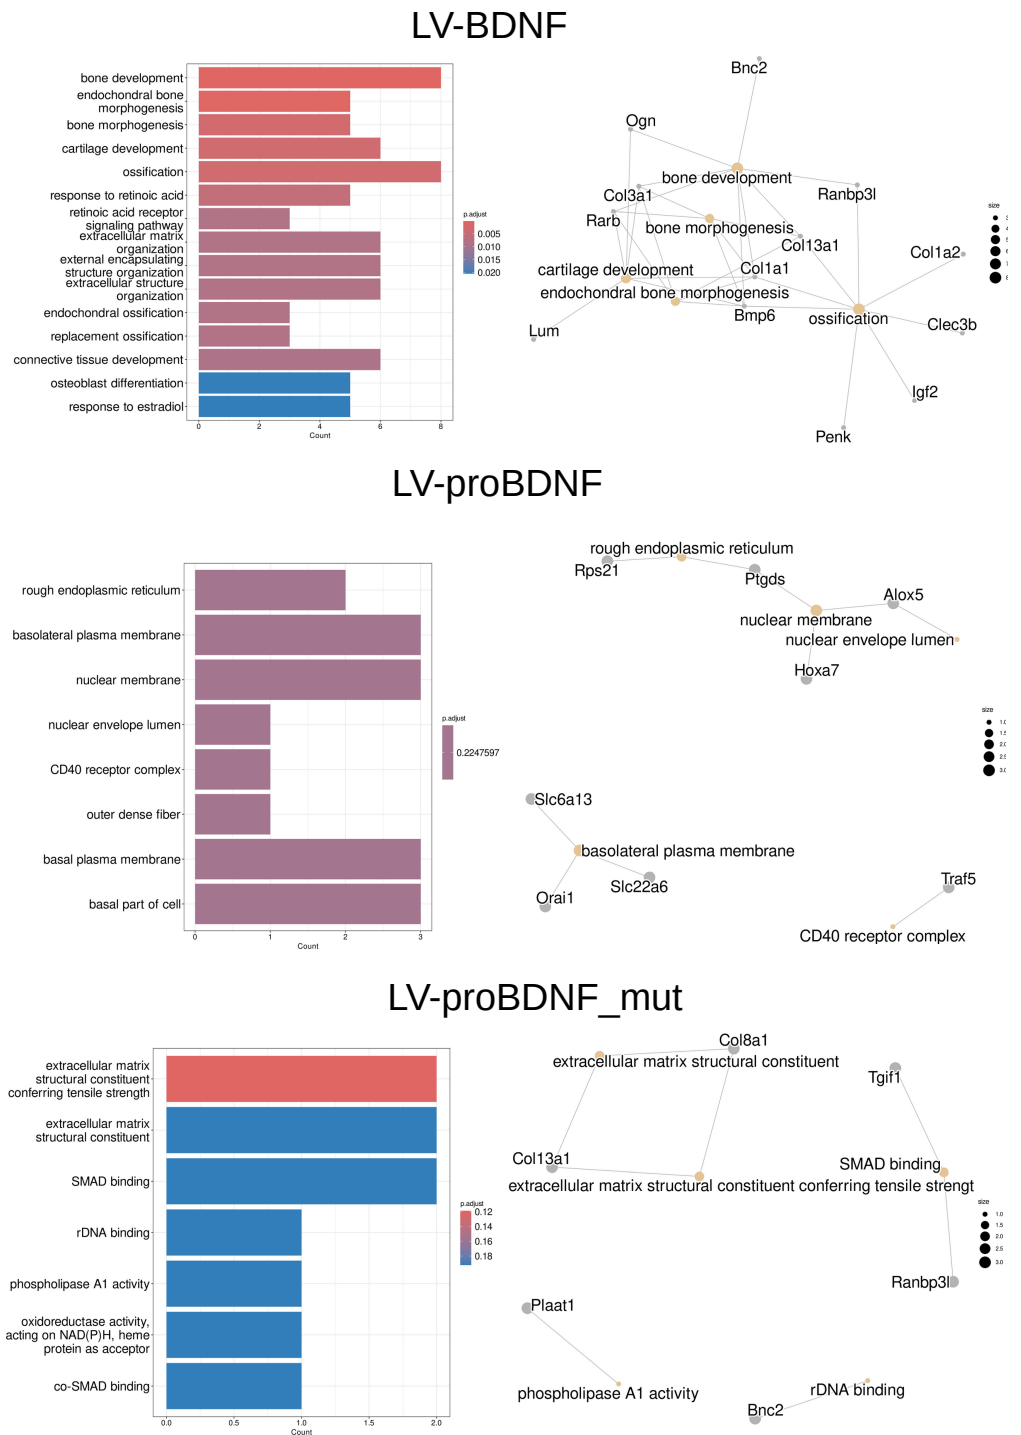 LV-BDNF
bone development
endochondral bone
morphogenesis
bone morphogenesis
cartilage development
ossification
response to retinoic acid
retinoic acid receptor
signaling pathway
extracellular matrix
organization
external encapsulating
structure organization
extracellular structure
organization
endochondral ossification
replacement ossification
connective tissue development
osteoblast differentiation
response to estradiol
0 2 4 6 8
Count
p.adjust
0.005
0.010
0.015
0.020
Bnc2
Ogn
bone development
Col3a1
Ranbp3l
Rarb
bone morphogenesis
Col13a1
Col1a2
cartilage development
Col1a1
endochondral bone morphogenesis
Bmp6
ossification
Clec3b
Lum
Igf2
Penk
size
LV-proBDNF
rough endoplasmic reticulum
basolateral plasma membrane
nuclear membrane
nuclear envelope lumen
CD40 receptor complex
outer dense fiber
basal plasma membrane
basal part of cell
0 1 2 3
Count
p.adjust
0.2247597
rough endoplasmic reticulum
Rps21
Ptgds
Alox5
nuclear membrane
nuclear envelope lumen
Hoxa7
Slc6a13
basolateral plasma membrane
Slc22a6
Orai1
Traf5
CD40 receptor complex
size
1.0
1.5
2.0
2.5
3.0
LV-proBDNF_mut
extracellular matrix
structural constituent
conferring tensile strength
extracellular matrix
structural constituent
SMAD binding
rDNA binding
phospholipase A1 activity
oxidoreductase activity,
acting on NAD(P)H, heme
protein as acceptor
co-SMAD binding
0.0 0.5 1.0 1.5 2.0
Count
p.adjust
0.12
0.14
0.16
0.18
Col8a1
extracellular matrix structural constituent
Tgif1
Col13a1
SMAD binding
extracellular matrix structural constituent conferring tensile strengt
Ranbp3l
Plaat1
phospholipase A1 activity
rDNA binding
Bnc2
size
1.0
1.5
2.0
2.5
3.0